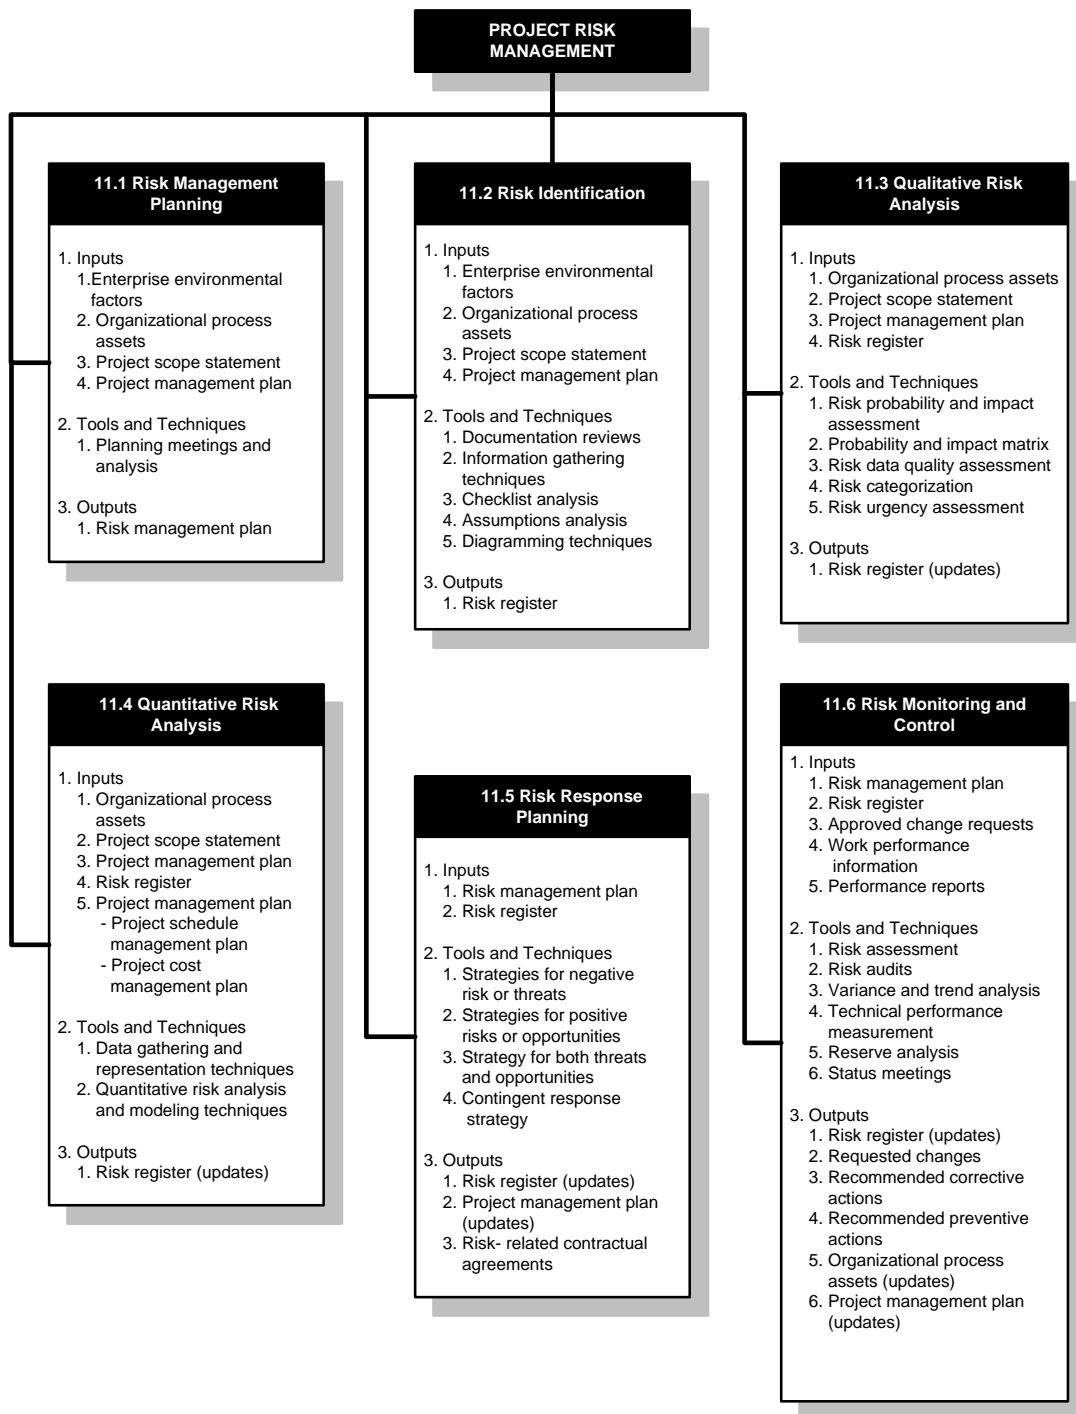 PROJECT RISK
MANAGEMENT
11.1 Risk Management
Planning
1. Inputs
1.Enterprise environmental
factors
2. Organizational process
assets
3. Project scope statement
4. Project management plan
2. Tools and Techniques
1. Planning meetings and
analysis
3. Outputs
1. Risk management plan
11.2 Risk Identification
1. Inputs
1. Enterprise environmental
factors
2. Organizational process
assets
3. Project scope statement
4. Project management plan
2. Tools and Techniques
1. Documentation reviews
2. Information gathering
techniques
3. Checklist analysis
4. Assumptions analysis
5. Diagramming techniques
3. Outputs
1. Risk register
11.3 Qualitative Risk
Analysis
1. Inputs
1. Organizational process assets
2. Project scope statement
3. Project management plan
4. Risk register
2. Tools and Techniques
1. Risk probability and impact
assessment
2. Probability and impact matrix
3. Risk data quality assessment
4. Risk categorization
5. Risk urgency assessment
3. Outputs
1. Risk register (updates)
11.4 Quantitative Risk
Analysis
1. Inputs
1. Organizational process
assets
2. Project scope statement
3. Project management plan
4. Risk register
5. Project management plan
- Project schedule
management plan
- Project cost
management plan
2. Tools and Techniques
1. Data gathering and
representation techniques
2. Quantitative risk analysis
and modeling techniques
3. Outputs
1. Risk register (updates)
11.5 Risk Response
Planning
1. Inputs
1. Risk management plan
2. Risk register
2. Tools and Techniques
1. Strategies for negative
risk or threats
2. Strategies for positive
risks or opportunities
3. Strategy for both threats
and opportunities
4. Contingent response
strategy
3. Outputs
1. Risk register (updates)
2. Project management plan
(updates)
3. Risk- related contractual
agreements
11.6 Risk Monitoring and
Control
1. Inputs
1. Risk management plan
2. Risk register
3. Approved change requests
4. Work performance
information
5. Performance reports
2. Tools and Techniques
1. Risk assessment
2. Risk audits
3. Variance and trend analysis
4. Technical performance
measurement
5. Reserve analysis
6. Status meetings
3. Outputs
1. Risk register (updates)
2. Requested changes
3. Recommended corrective
actions
4. Recommended preventive
actions
5. Organizational process
assets (updates)
6. Project management plan
(updates)